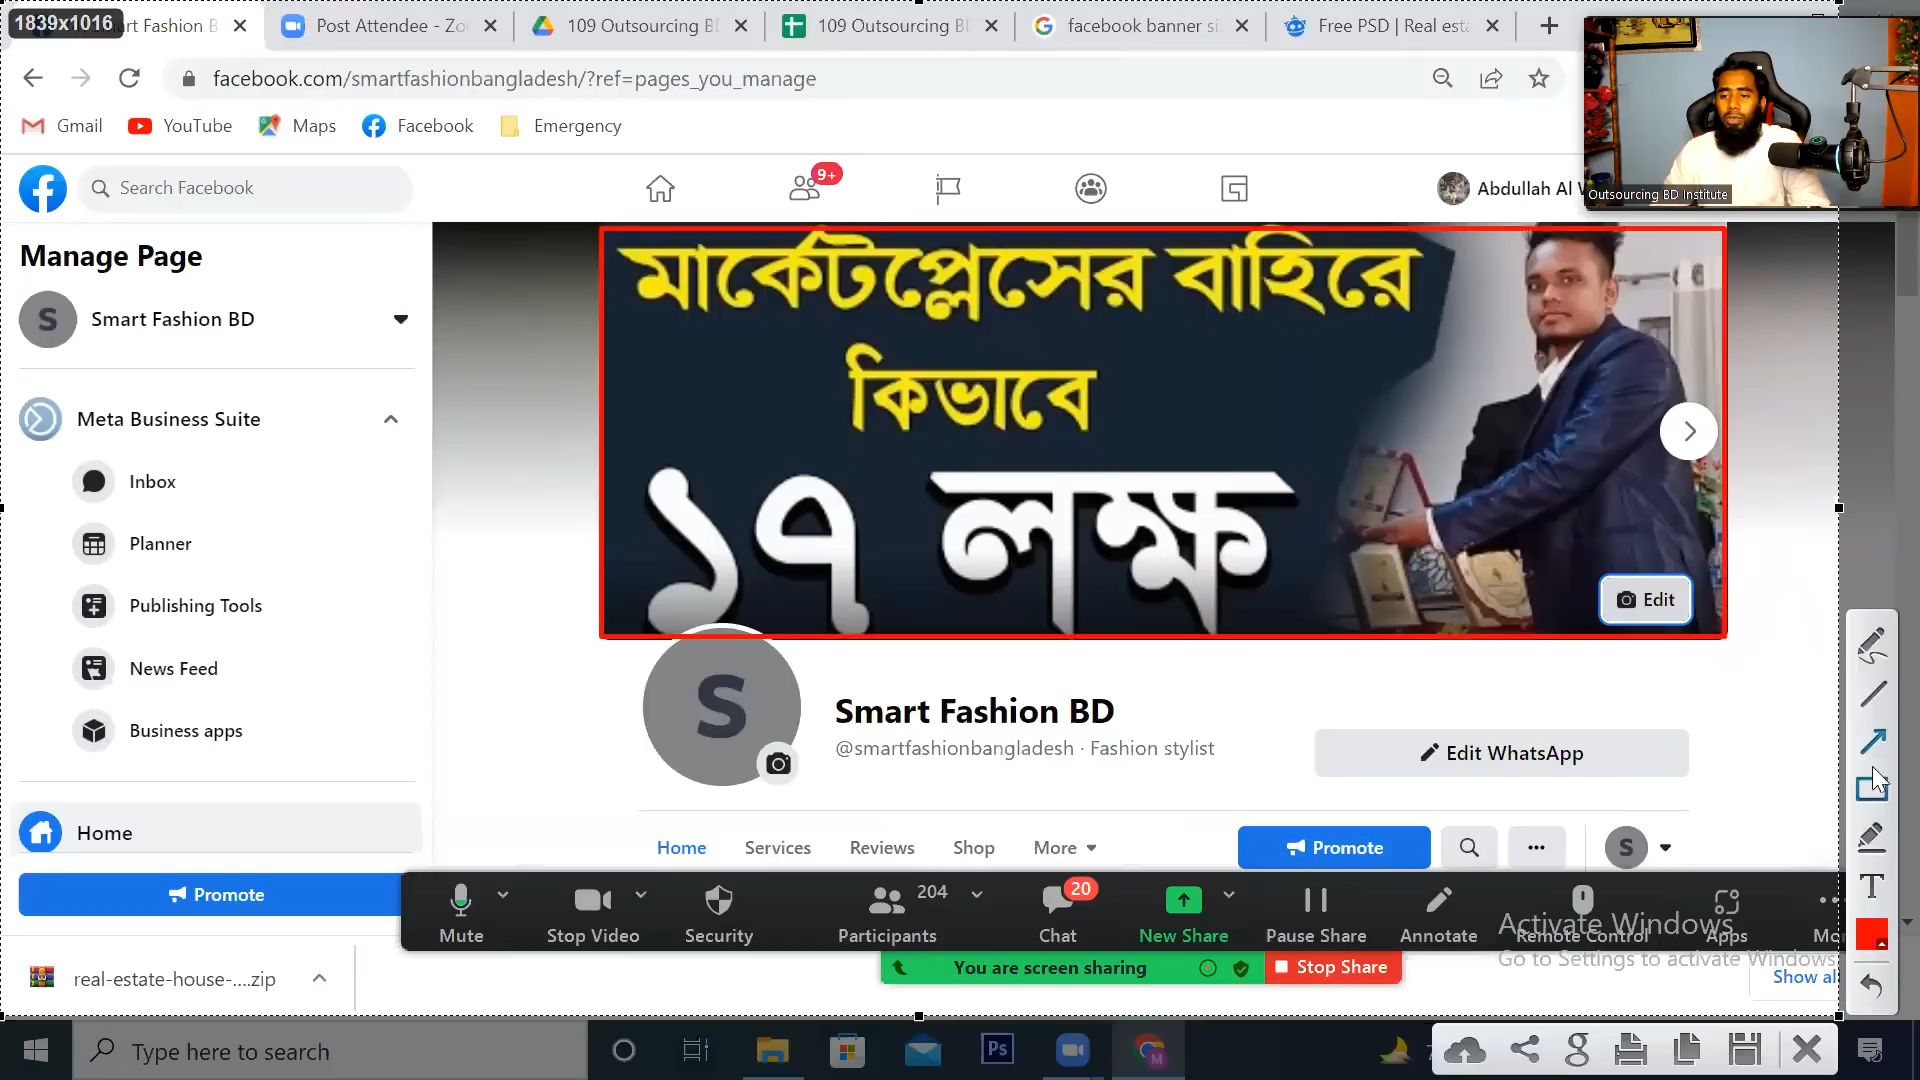 1839x1016
Smart Fashion B
Post Attendee - Zo
109 Outsourcing BD
109 Outsourcing BD
facebook banner si
Free PSD | Real esta
facebook.com/smartfashionbangladesh/?ref=pages_you_manage
Gmail
YouTube
Maps
Facebook
Emergency
Outsourcing BD Institute
Search Facebook
9+
Abdullah Al W
Manage Page
S
Smart Fashion BD
Meta Business Suite
Inbox
Planner
Publishing Tools
News Feed
Business apps
Home
Promote
মার্কেটপ্লেসের বাহিরে
কিভাবে
১৭ লক্ষ
Edit
S
Smart Fashion BD
@smartfashionbangladesh · Fashion stylist
Edit WhatsApp
Home
Services
Reviews
Shop
More
Promote
S
Mute
Stop Video
Security
204
Participants
20
Chat
New Share
Pause Share
Annotate
Remote Control
Apps
Mo
Activate Windows
Go to Settings to activate Windows.
You are screen sharing
Stop Share
real-estate-house-....zip
Show al
Type here to search
Ps